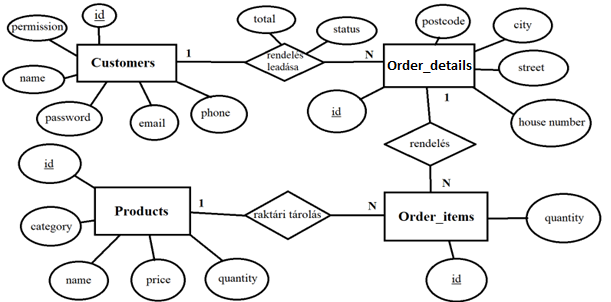 id
total
postcode
permission
status
city
1
N
Customers
rendelés
leadása
Order_details
name
street
password
email
phone
id
1
house number
rendelés
id
N
Products
1
raktári tárolás
N
Order_items
quantity
category
name
price
quantity
id